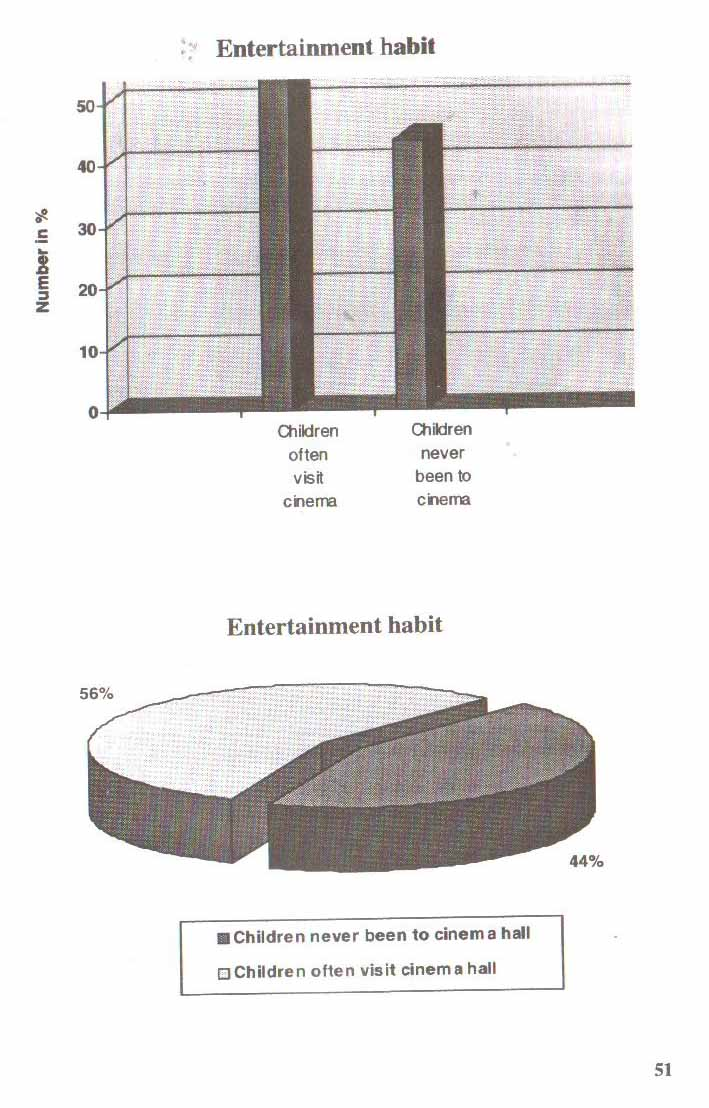 Entertainment habit
50
40
30
20
10
0
Number in %
Children often visit cinema
Children never been to cinema
Entertainment habit
56%
44%
Children never been to cinema hall
Children often visit cinema hall
51